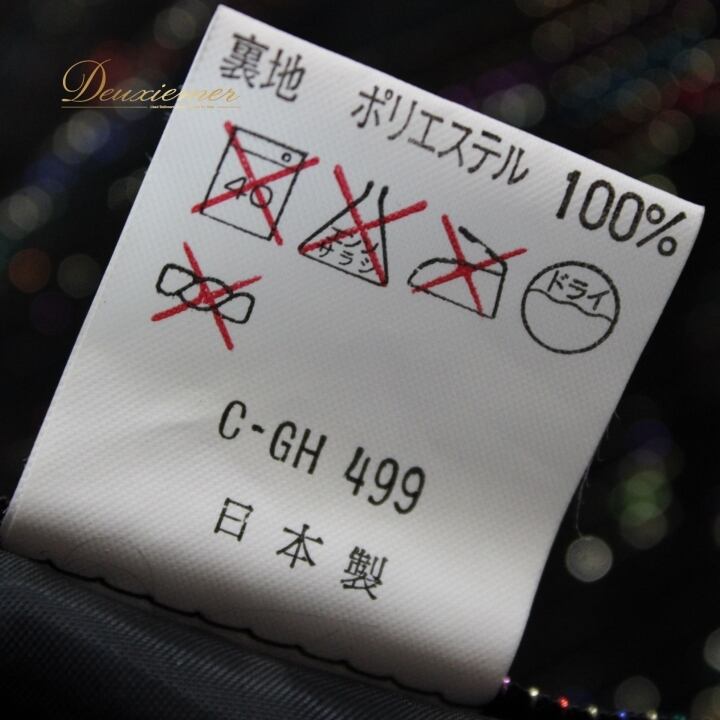 Deuxiemer
裏地 ポリエステル 100%
40
エンソ
サラシ
ドライ
C-GH 499
日本製